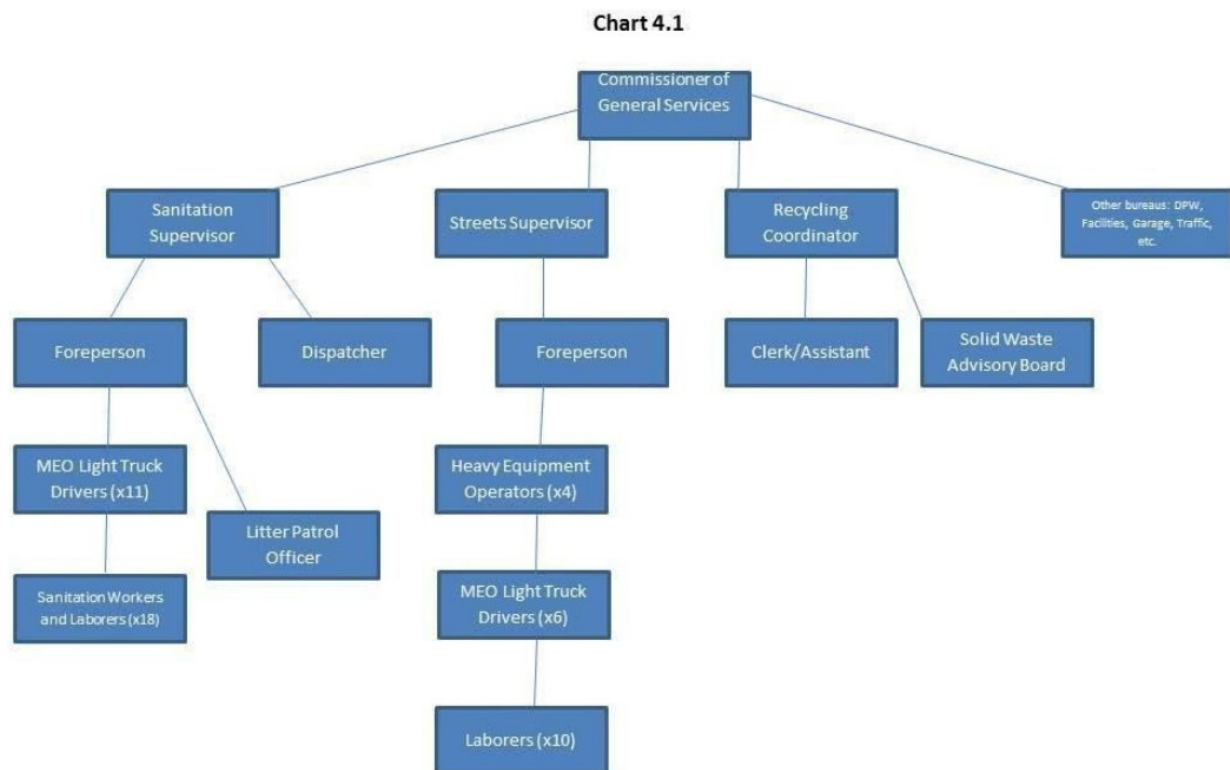 Chart 4.1
Commissioner of
General Services
Sanitation
Supervisor
Streets Supervisor
Recycling
Coordinator
Other bureaus: DPW,
Facilities, Garage, Traffic,
etc.
Foreperson
Dispatcher
Foreperson
Clerk/Assistant
Solid Waste
Advisory Board
MEO Light Truck
Drivers (x11)
Heavy Equipment
Operators (x4)
Litter Patrol
Officer
Sanitation Workers
and Laborers (x18)
MEO Light Truck
Drivers (x6)
Laborers (x10)